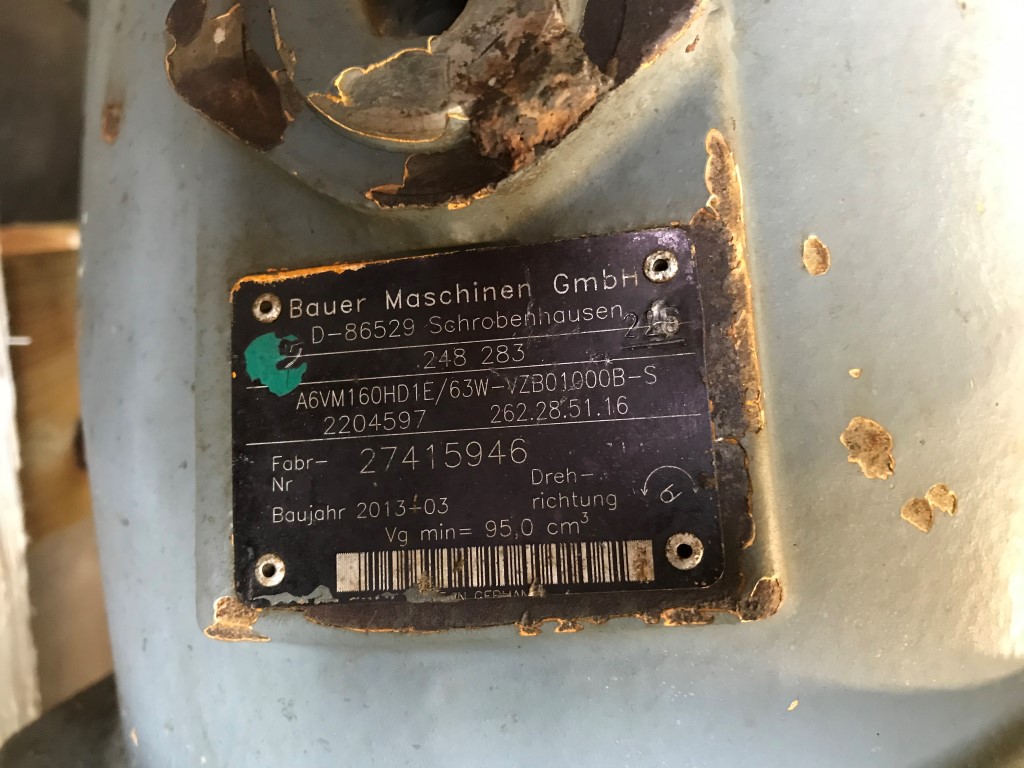 Bauer Maschinen GmbH
D-86529 Schrobenhausen
248 283
A6VM160HD1E/63W-VZB01000B-S
2204597 262.28.51.16
Fabr-
Nr 27415946
Dreh-
richtung
Baujahr 2013-03
Vg min= 95,0 cm³